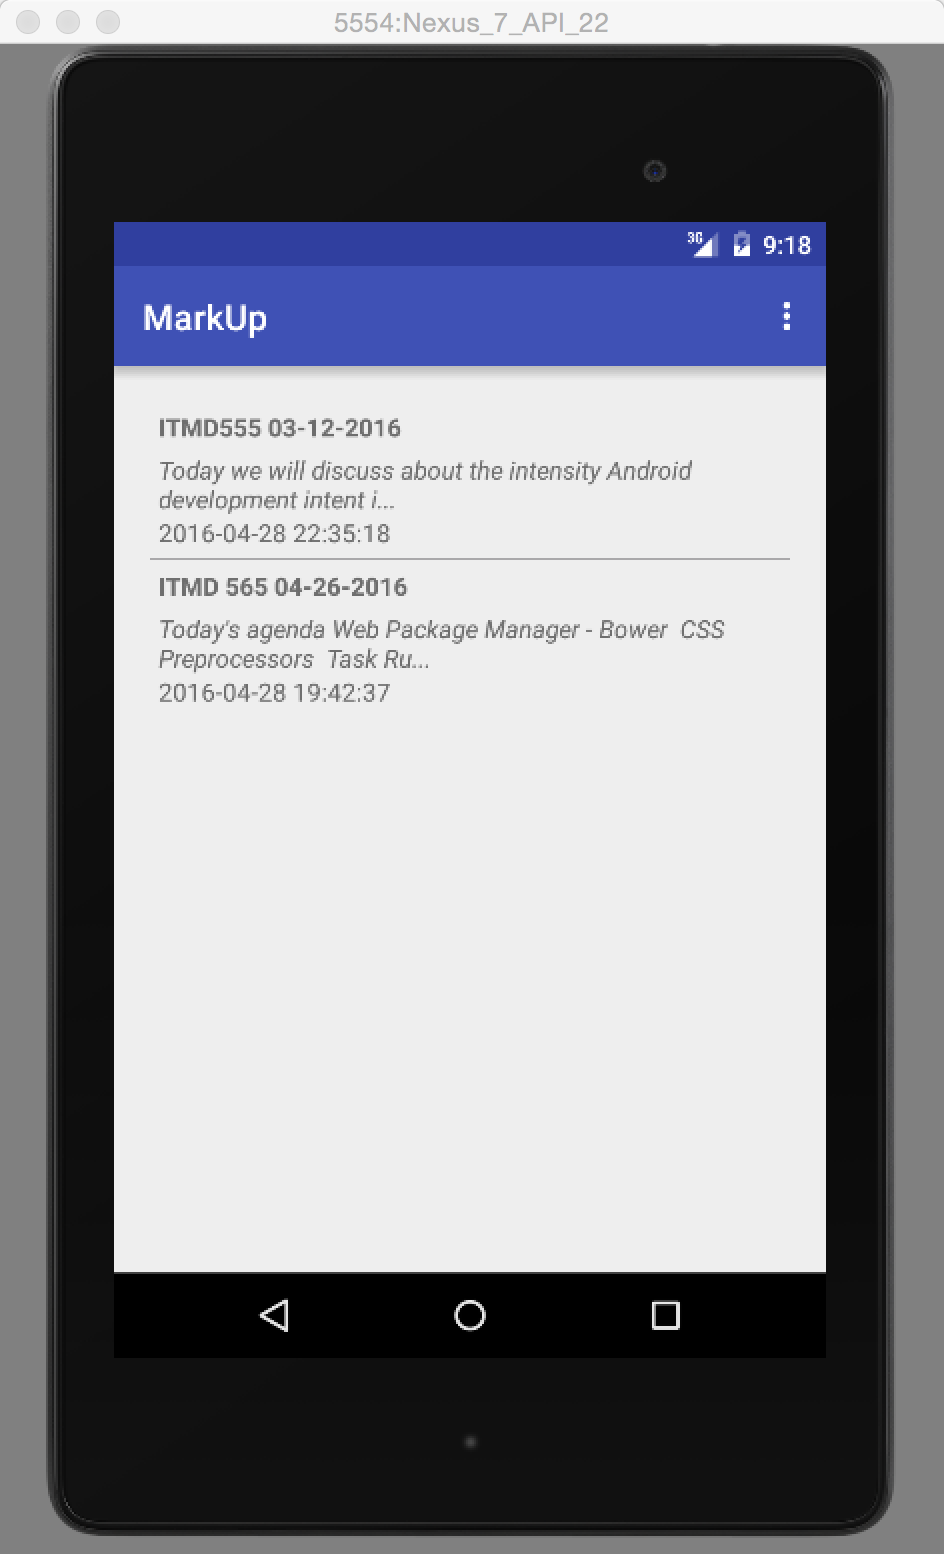 5554:Nexus_7_API_22
3G 9:18
MarkUp
ITMD555 03-12-2016
Today we will discuss about the intensity Android
development intent i...
2016-04-28 22:35:18
ITMD 565 04-26-2016
Today's agenda Web Package Manager - Bower  CSS
Preprocessors  Task Ru...
2016-04-28 19:42:37